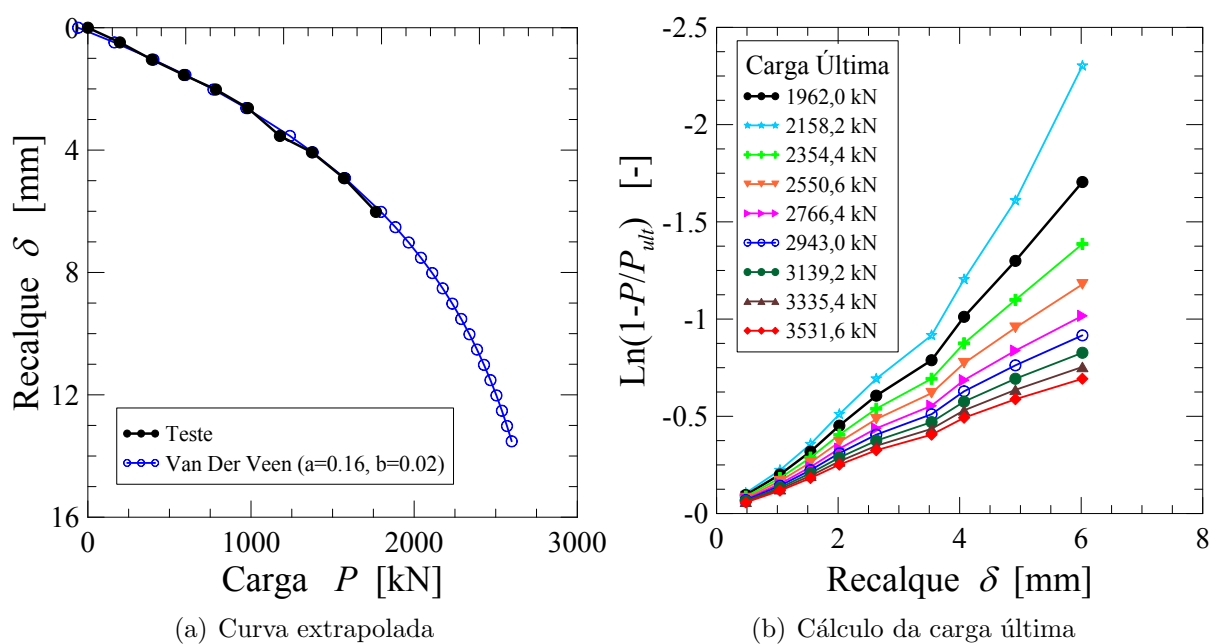 0
4
8
12
16
Recalque δ [mm]
Teste
Van Der Veen (a=0.16, b=0.02)
0 1000 2000 3000
Carga P [kN]
(a) Curva extrapolada
-2.5
-2
-1.5
-1
-0.5
-0
Ln(1-P/Pult) [-]
Carga Última
1962,0 kN
2158,2 kN
2354,4 kN
2550,6 kN
2766,4 kN
2943,0 kN
3139,2 kN
3335,4 kN
3531,6 kN
0 2 4 6 8
Recalque δ [mm]
(b) Cálculo da carga última